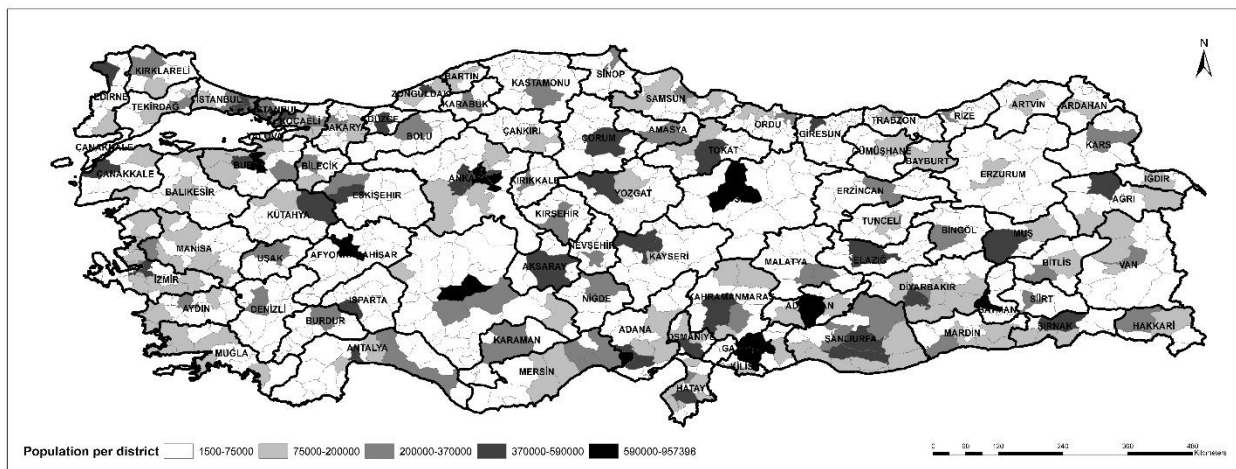 N
KIRKLARELİ
EDİRNE
TEKİRDAĞ
İSTANBUL
İSTANBUL
KOCAELİ
YALOVA
SAKARYA
DÜZCE
ZONGULDAK
BARTIN
KARABÜK
KASTAMONU
SİNOP
SAMSUN
BOLU
ÇANKIRI
ÇORUM
AMASYA
TOKAT
ORDU
GİRESUN
TRABZON
RİZE
ARTVİN
ARDAHAN
GÜMÜŞHANE
BAYBURT
KARS
IĞDIR
AĞRI
ERZURUM
ERZİNCAN
ÇANAKKALE
ÇANAKKALE
BALIKESİR
BİLECİK
ESKİŞEHİR
KÜTAHYA
KIRIKKALE
YOZGAT
KIRŞEHİR
NEVŞEHİR
KAYSERİ
TUNCELİ
BİNGÖL
MUŞ
ELAZIĞ
BİTLİS
VAN
MALATYA
DİYARBAKIR
BATMAN
SİİRT
ŞIRNAK
HAKKARİ
MARDİN
ŞANLIURFA
KAHRAMANMARAŞ
MANİSA
UŞAK
İZMİR
AYDIN
DENİZLİ
ISPARTA
BURDUR
MUĞLA
ANTALYA
AKSARAY
NİĞDE
KARAMAN
MERSİN
ADANA
OSMANİYE
KİLİS
HATAY
Population per district 1500-75000 75000-200000 200000-370000 370000-590000 590000-957396
Kilometers